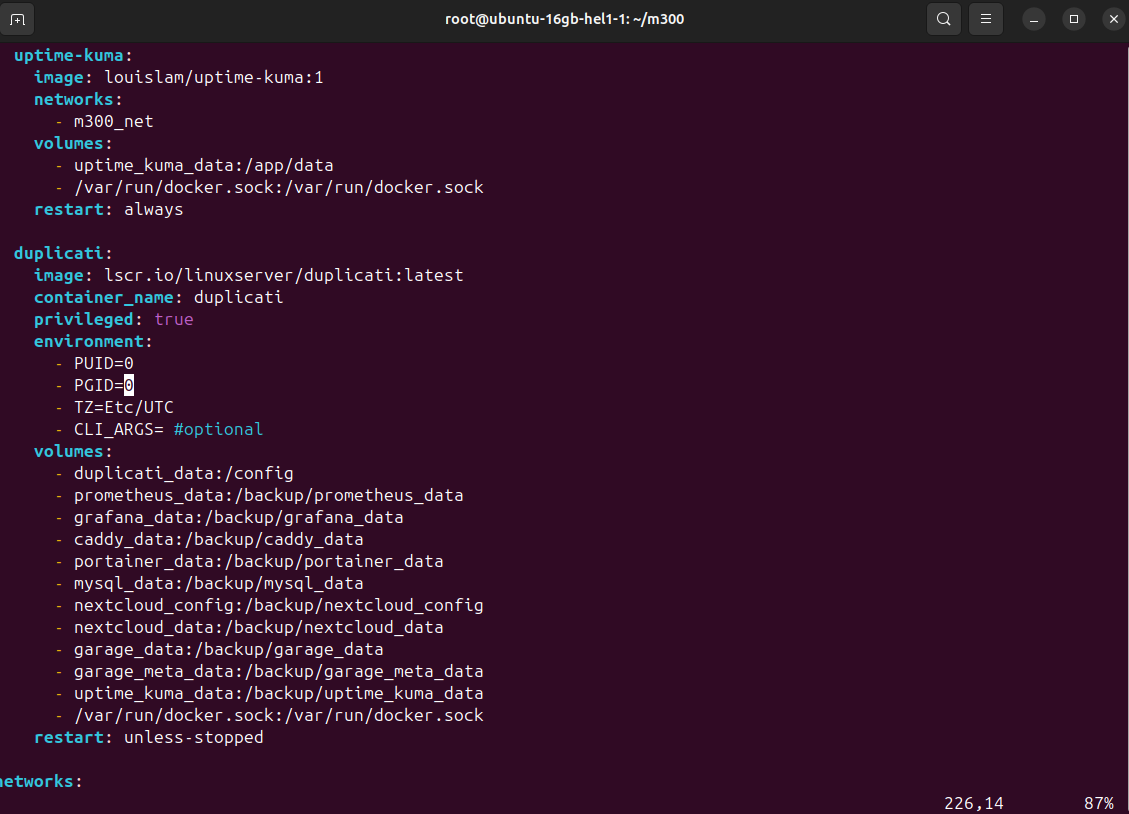 root@ubuntu-16gb-hel1-1: ~/m300
uptime-kuma:
image: louislam/uptime-kuma:1
networks:
- m300_net
volumes:
- uptime_kuma_data:/app/data
- /var/run/docker.sock:/var/run/docker.sock
restart: always
duplicati:
image: lscr.io/linuxserver/duplicati:latest
container_name: duplicati
privileged: true
environment:
- PUID=0
- PGID=0
- TZ=Etc/UTC
- CLI_ARGS= #optional
volumes:
- duplicati_data:/config
- prometheus_data:/backup/prometheus_data
- grafana_data:/backup/grafana_data
- caddy_data:/backup/caddy_data
- portainer_data:/backup/portainer_data
- mysql_data:/backup/mysql_data
- nextcloud_config:/backup/nextcloud_config
- nextcloud_data:/backup/nextcloud_data
- garage_data:/backup/garage_data
- garage_meta_data:/backup/garage_meta_data
- uptime_kuma_data:/backup/uptime_kuma_data
- /var/run/docker.sock:/var/run/docker.sock
restart: unless-stopped
networks:
226,14 87%